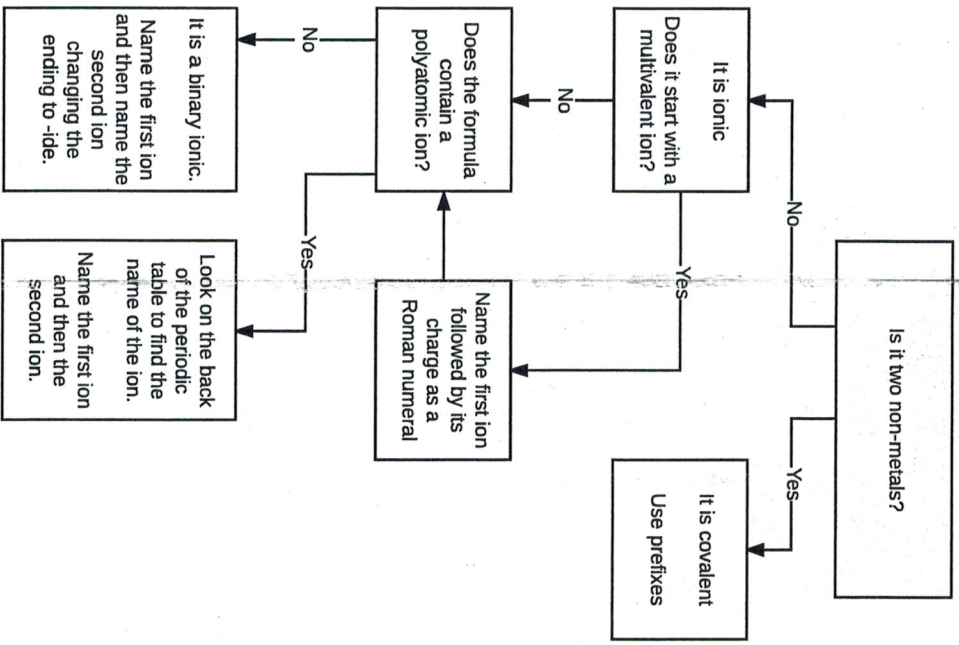 Is it two non-metals?
No
Yes
It is ionic
Does it start with a
multivalent ion?
It is covalent
Use prefixes
No
Yes
Does the formula
contain a
polyatomic ion?
Name the first ion
followed by its
charge as a
Roman numeral
No
Yes
It is a binary ionic.
Name the first ion
and then name the
second ion
changing the
ending to -ide.
Look on the back
of the periodic
table to find the
name of the ion.
Name the first ion
and then the
second ion.